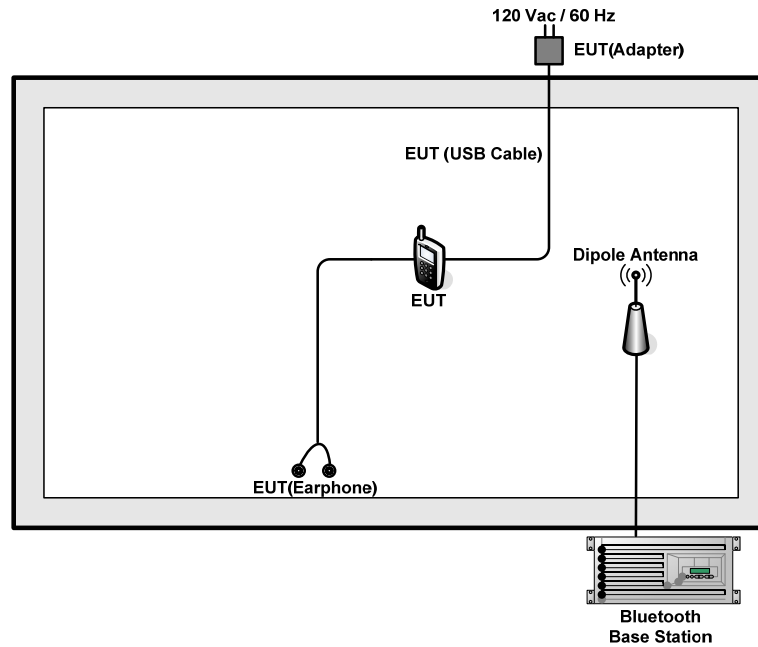 120 Vac / 60 Hz
EUT(Adapter)
EUT (USB Cable)
Dipole Antenna
EUT
EUT(Earphone)
Bluetooth
Base Station